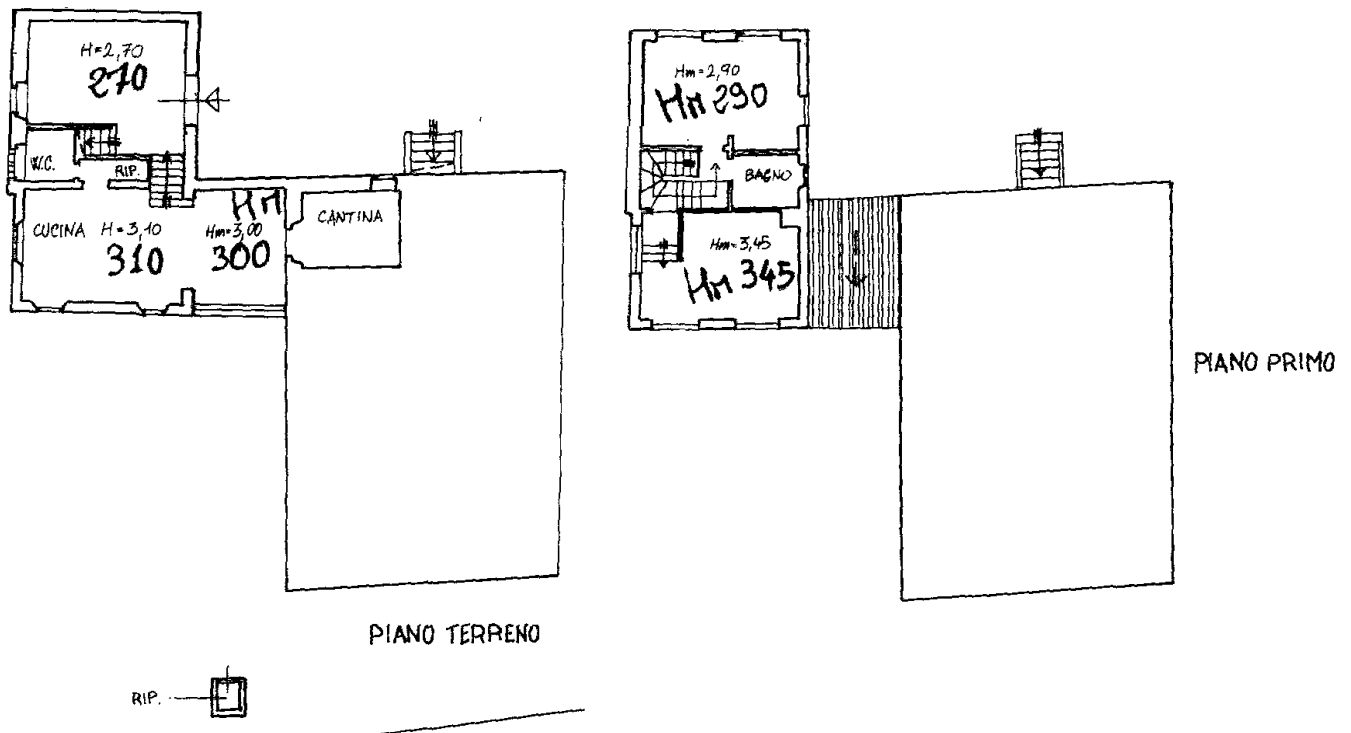 H=2,70
270
W.C.
RIP.
CUCINA H=3,10
310
Hm
Hm=3,00
300
CANTINA
PIANO TERRENO
RIP.
Hm=2,90
Hm 290
BAGNO
Hm=3,45
Hm 345
PIANO PRIMO